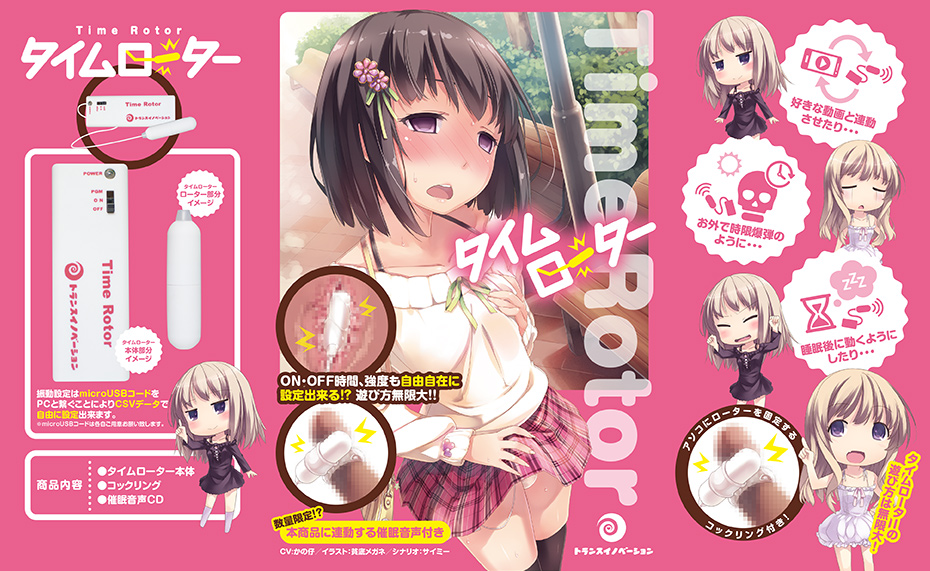 Time Rotor
タイムローター
Time Rotor
トランスイノベーション
POWER
PGM
ON
OFF
Time Rotor
トランスイノベーション
タイムローター
ローター部分
イメージ
タイムローター
本体部分
イメージ
振動設定はmicroUSBコードを
PCと繋ぐことによりCSVデータで
自由に設定出来ます。
※microUSBコードは各自ご用意お願い致します。
商品内容
●タイムローター本体
●コックリング
●催眠音声CD
Time Rotor
タイム
ローター
ON・OFF時間、強度も自由自在に
設定出来る!? 遊び方無限大!!
数量限定!?
本商品に連動する催眠音声付き
CV:かの仔／イラスト:貧運メガネ／シナリオ:サイミー
トランスイノベーション
好きな動画と連動
させたり・・・
お外で時限爆弾の
ように・・・
ZZZ
睡眠後に動くように
したり・・・
アソコにローターを固定する
コックリング付き!
タイムローターの
遊び方は無限大!